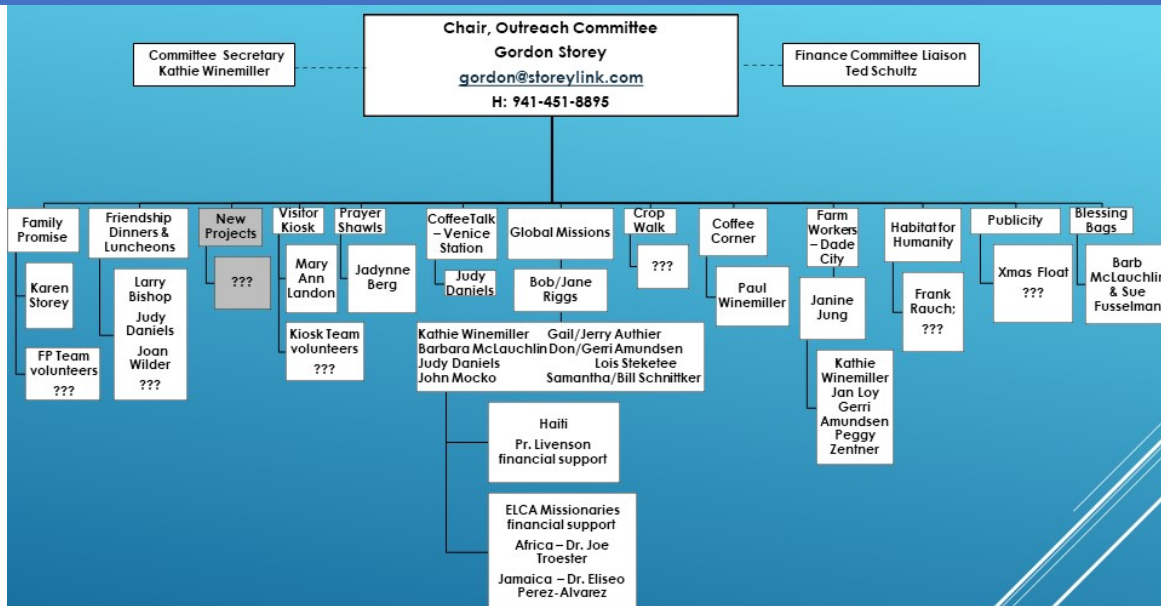 Chair, Outreach Committee
Gordon Storey
gordon@storeylink.com
H: 941-451-8895
Committee Secretary
Kathie Winemiller
Finance Committee Liaison
Ted Schultz
Family
Promise
Karen
Storey
FP Team
volunteers
???
Friendship
Dinners &
Luncheons
Larry
Bishop
Judy
Daniels
Joan
Wilder
???
New
Projects
???
Visitor
Kiosk
Mary
Ann
Landon
Kiosk Team
volunteers
???
Prayer
Shawls
Jadynne
Berg
CoffeeTalk
– Venice
Station
Judy
Daniels
Global Missions
Bob/Jane
Riggs
Kathie Winemiller Gail/Jerry Authier
Barbara McLauchlin Don/Gerri Amundsen
Judy Daniels Lois Steketee
John Mocko Samantha/Bill Schnittker
Haiti
Pr. Livenson
financial support
ELCA Missionaries
financial support
Africa – Dr. Joe
Troester
Jamaica – Dr. Eliseo
Perez-Alvarez
Crop
Walk
???
Coffee
Corner
Paul
Winemiller
Farm
Workers
– Dade
City
Janine
Jung
Kathie
Winemiller
Jan Loy
Gerri
Amundsen
Peggy
Zentner
Habitat for
Humanity
Frank
Rauch;
???
Publicity
Xmas Float
???
Blessing
Bags
Barb
McLauchlin
& Sue
Fusselman